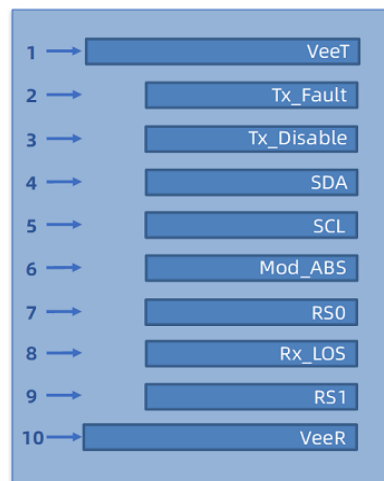 1 VeeT
2 Tx_Fault
3 Tx_Disable
4 SDA
5 SCL
6 Mod_ABS
7 RS0
8 Rx_LOS
9 RS1
10 VeeR